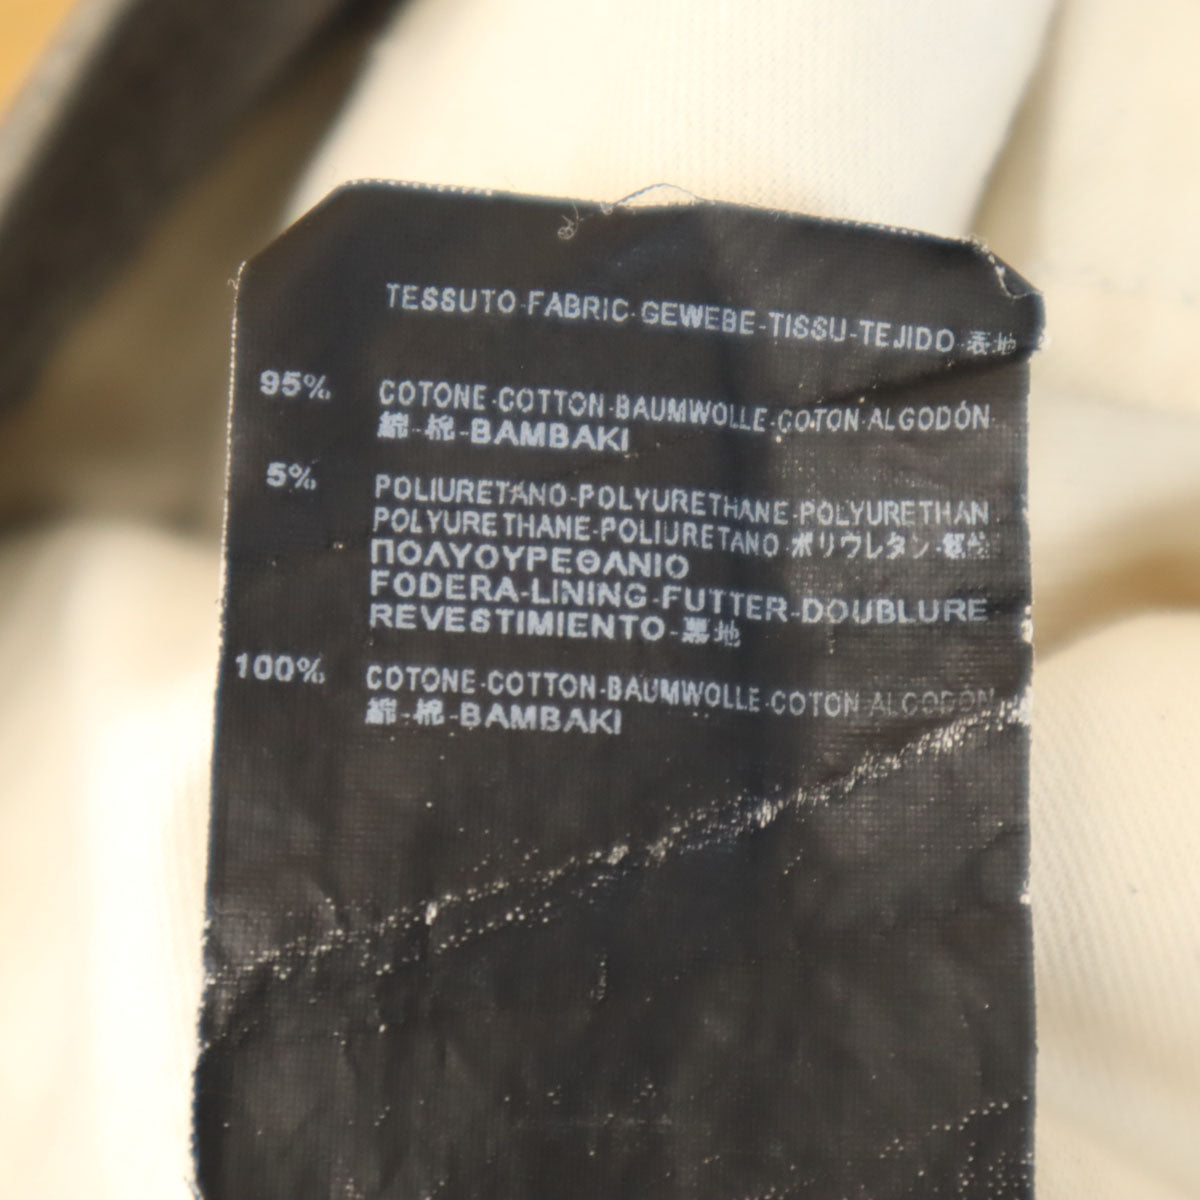 TESSUTO-FABRIC-GEWEBE-TISSU-TEJIDO-表地
95% COTONE-COTTON-BAUMWOLLE-COTON-ALGODÓN-
綿-棉-BAMBAKI
5% POLIURETANO-POLYURETHANE-POLYURETHAN
POLYURETHANE-POLIURETANO-ポリウレタン-
ΠΟΛΥΟΥΡΕΘΑΝΙΟ
FODERA-LINING-FUTTER-DOUBLURE
REVESTIMIENTO-裏地
100% COTONE-COTTON-BAUMWOLLE-COTON ALGODÓN
綿-棉-BAMBAKI